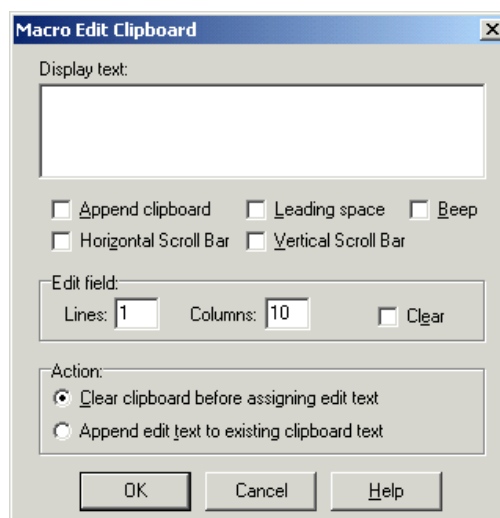 Macro Edit Clipboard
Display text:
Append clipboard Leading space Beep
Horizontal Scroll Bar Vertical Scroll Bar
Edit field:
Lines: 1 Columns: 10 Clear
Action:
Clear clipboard before assigning edit text
Append edit text to existing clipboard text
OK Cancel Help